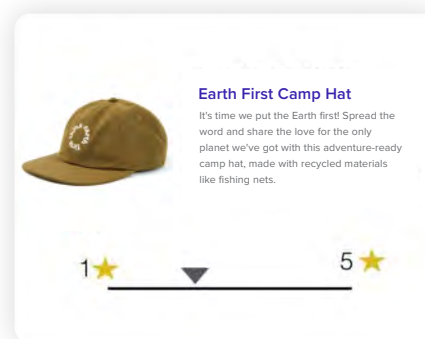 Earth First Camp Hat
It's time we put the Earth first! Spread the
word and share the love for the only
planet we've got with this adventure-ready
camp hat, made with recycled materials
like fishing nets.
1
5